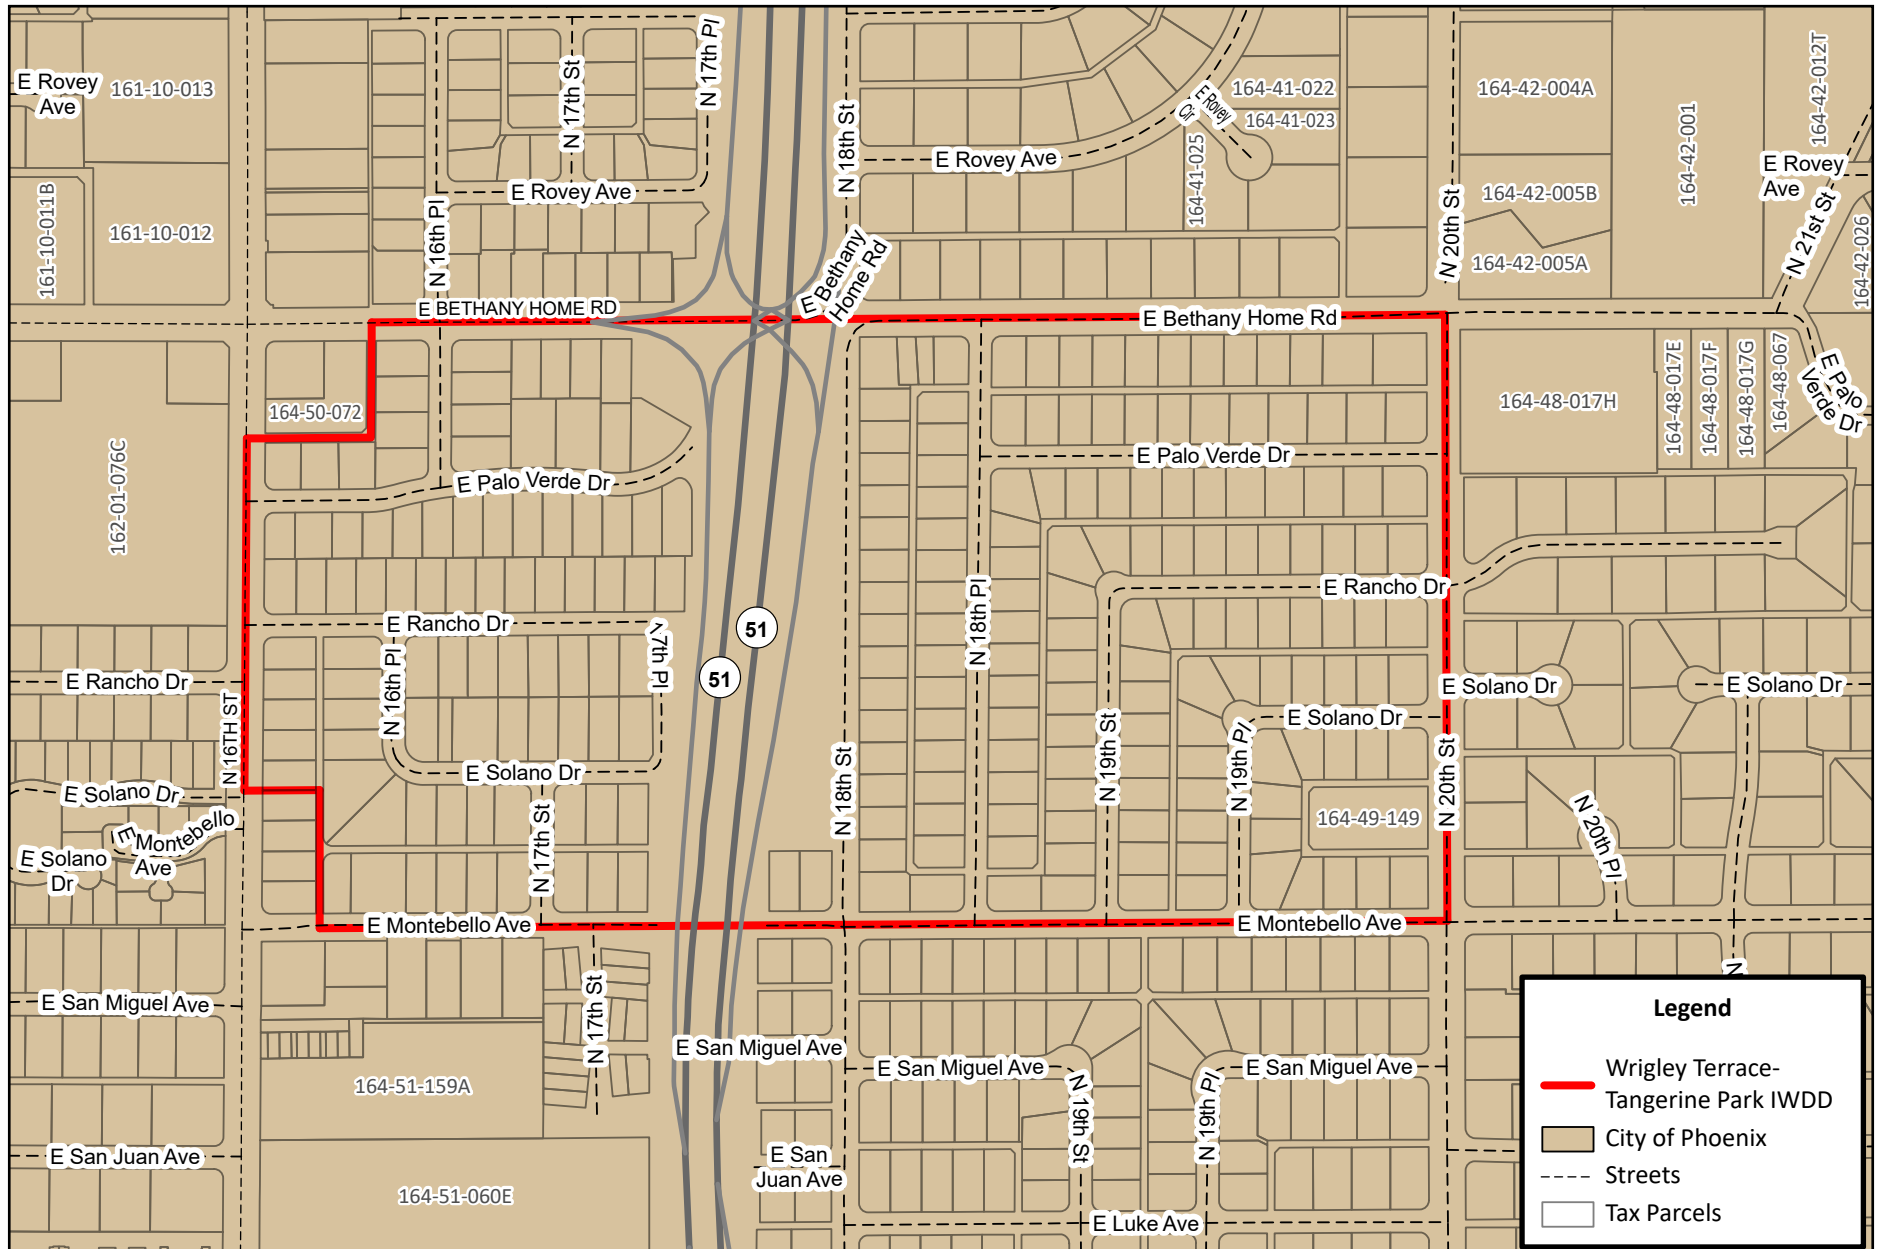 E Rovey
Ave
161-10-013
161-10-011B
161-10-012
N 17th St
N 17th Pl
E Rovey Ave
N 16th Pl
N 18th St
E Rovey Ave
E Rovey
Cir
164-41-022
164-41-023
164-41-025
N 20th St
164-42-004A
164-42-005B
164-42-005A
164-42-001
164-42-012T
E Rovey
Ave
N 21st St
164-42-026
E BETHANY HOME RD
E Bethany
Home Rd
E Bethany Home Rd
164-50-072
162-01-076C
E Palo Verde Dr
E Palo Verde Dr
164-48-017H
164-48-017E
164-48-017F
164-48-017G
164-48-067
E Palo
Verde Dr
E Rancho Dr
N 16th Pl
17th Pl
51
51
N 18th Pl
E Rancho Dr
E Rancho Dr
N 16TH ST
E Solano Dr
E Solano Dr
E Solano Dr
E Solano Dr
E Solano Dr
E Montebello
Ave
E Solano
Dr
N 17th St
N 18th St
N 19th St
N 19th Pl
164-49-149
N 20th St
N 20th Pl
E Montebello Ave
E Montebello Ave
N
E San Miguel Ave
N 17th St
E San Miguel Ave
E San Miguel Ave
E San Miguel Ave
164-51-159A
N 19th St
N 19th Pl
E San Juan Ave
E San
Juan Ave
164-51-060E
E Luke Ave
Legend
Wrigley Terrace-
Tangerine Park IWDD
City of Phoenix
Streets
Tax Parcels